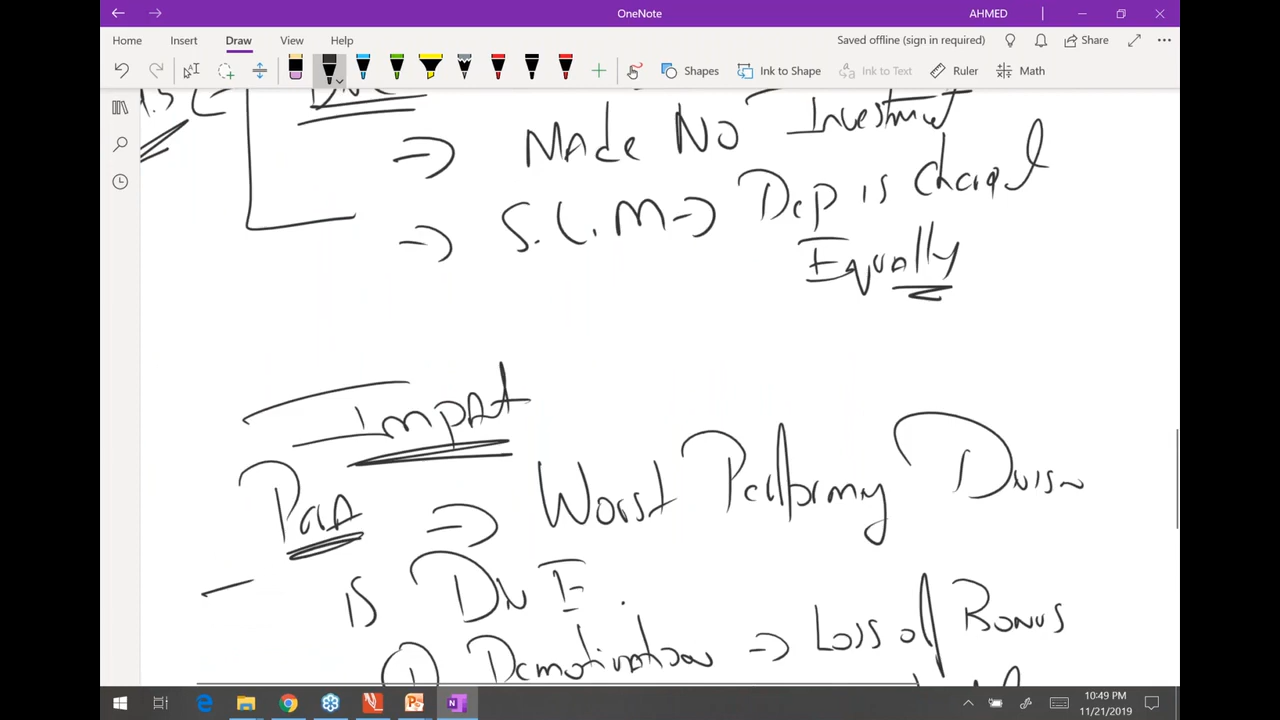 OneNote
AHMED
Home Insert Draw View Help
Saved offline (sign in required)
Share
Shapes Ink to Shape Ink to Text Ruler Math
Investment
=> Made No
=> S.L.M -> Dep is charged
Equally
Impact
Para => Worst Performing Division
is Div E.
① Demotivation => Loss of Bonus
10:49 PM
11/21/2019